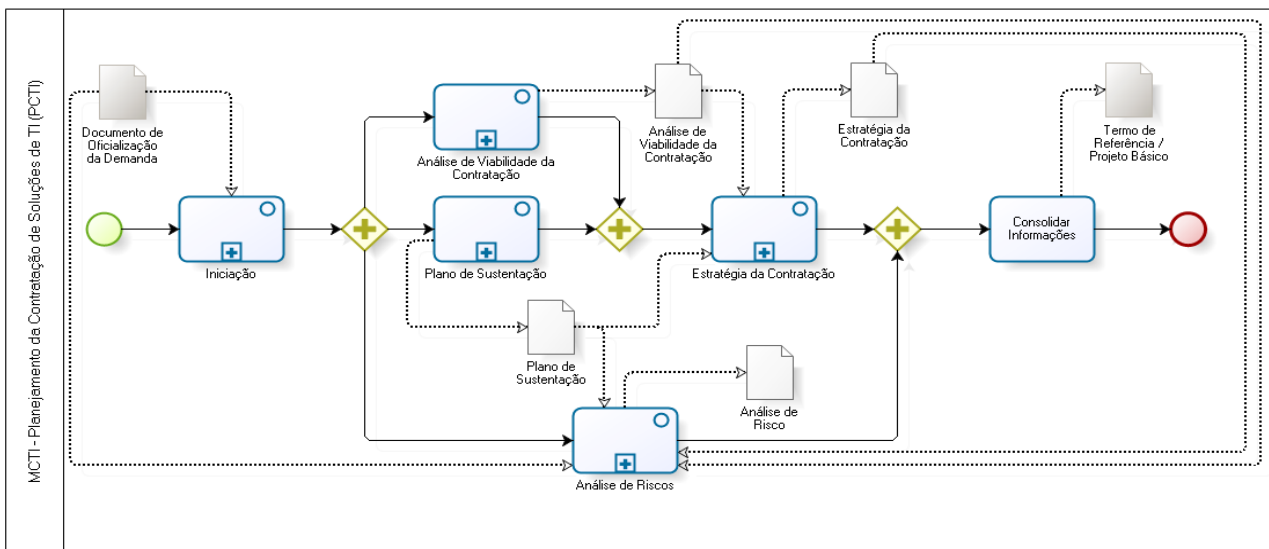 MCTI - Planejamento da Contratação de Soluções de TI (PCTI)
Documento de
Oficialização
da Demanda
Análise de Viabilidade da
Contratação
Análise de
Viabilidade da
Contratação
Estratégia da
Contratação
Termo de
Referência /
Projeto Básico
Iniciação
Plano de Sustentação
Estratégia da Contratação
Consolidar
Informações
Plano de
Sustentação
Análise de
Risco
Análise de Riscos